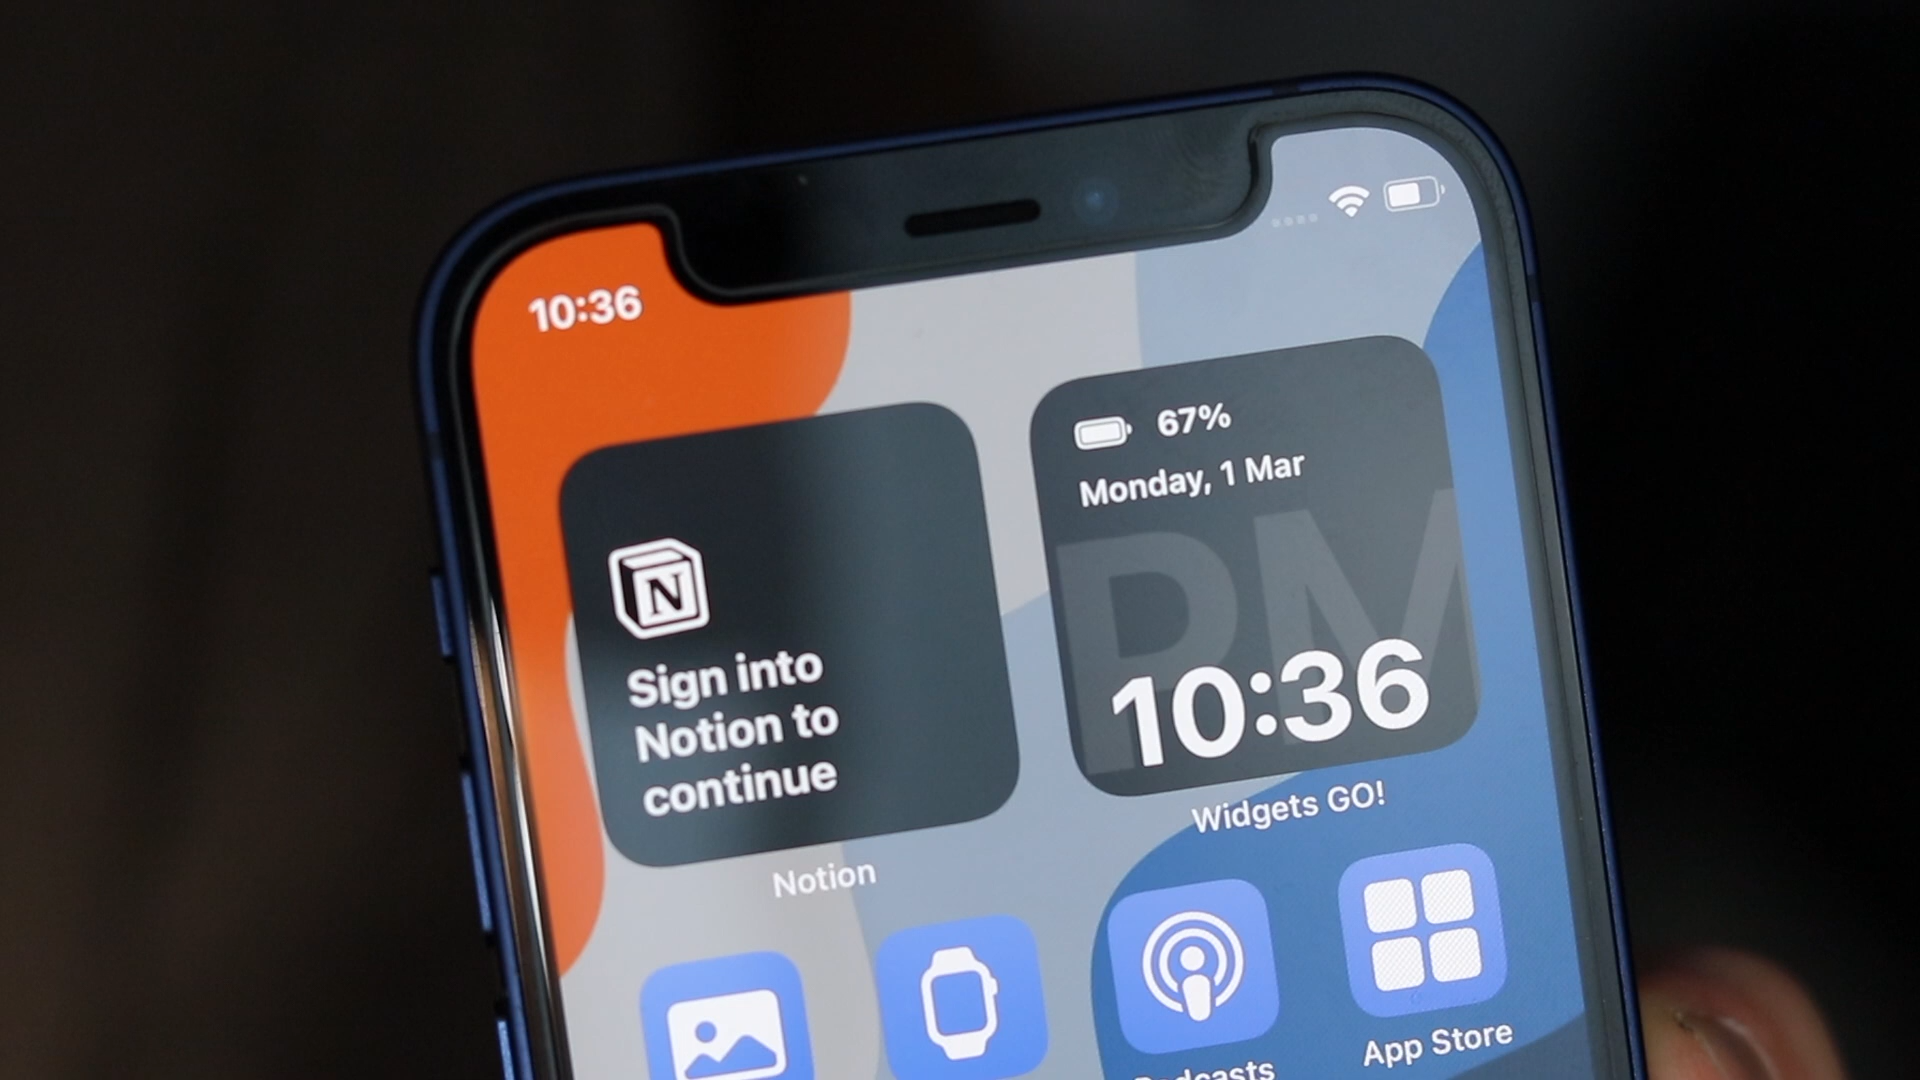 10:36
N
Sign into
Notion to
continue
Notion
67%
Monday, 1 Mar
PM
10:36
Widgets GO!
Podcasts
App Store